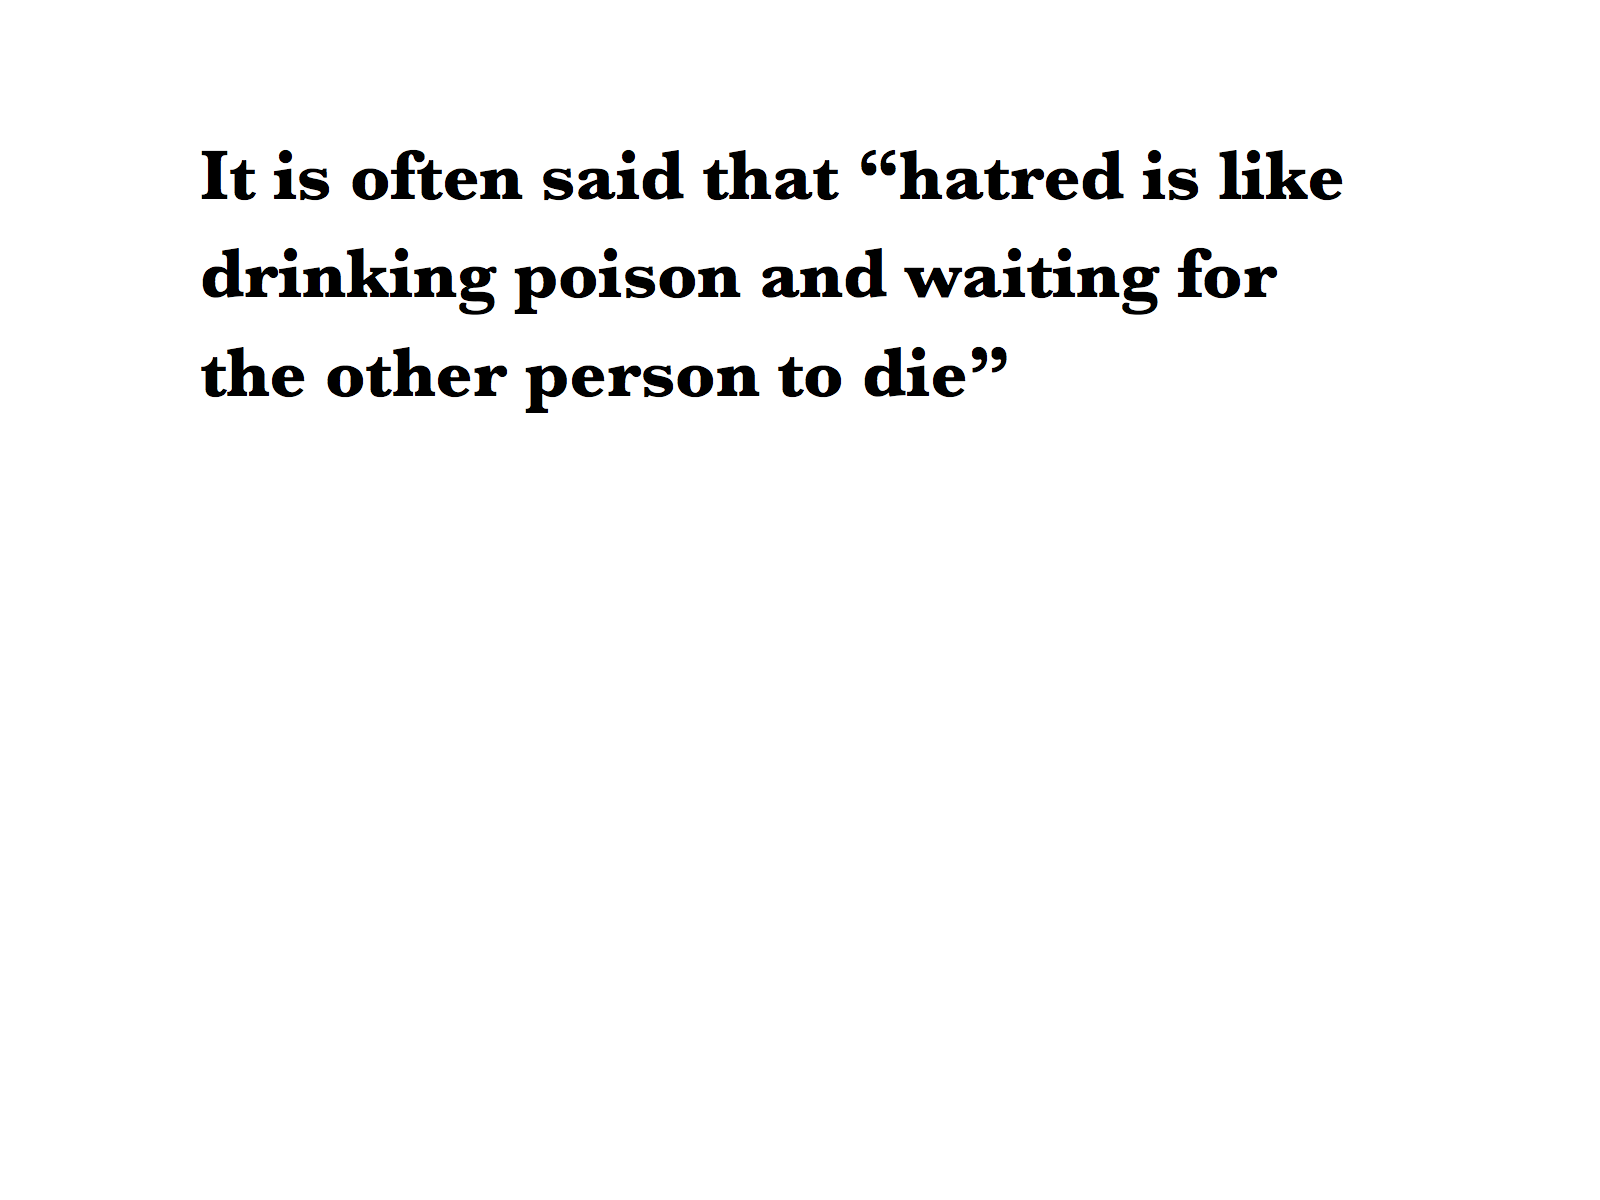 It is often said that “hatred is like
drinking poison and waiting for
the other person to die”